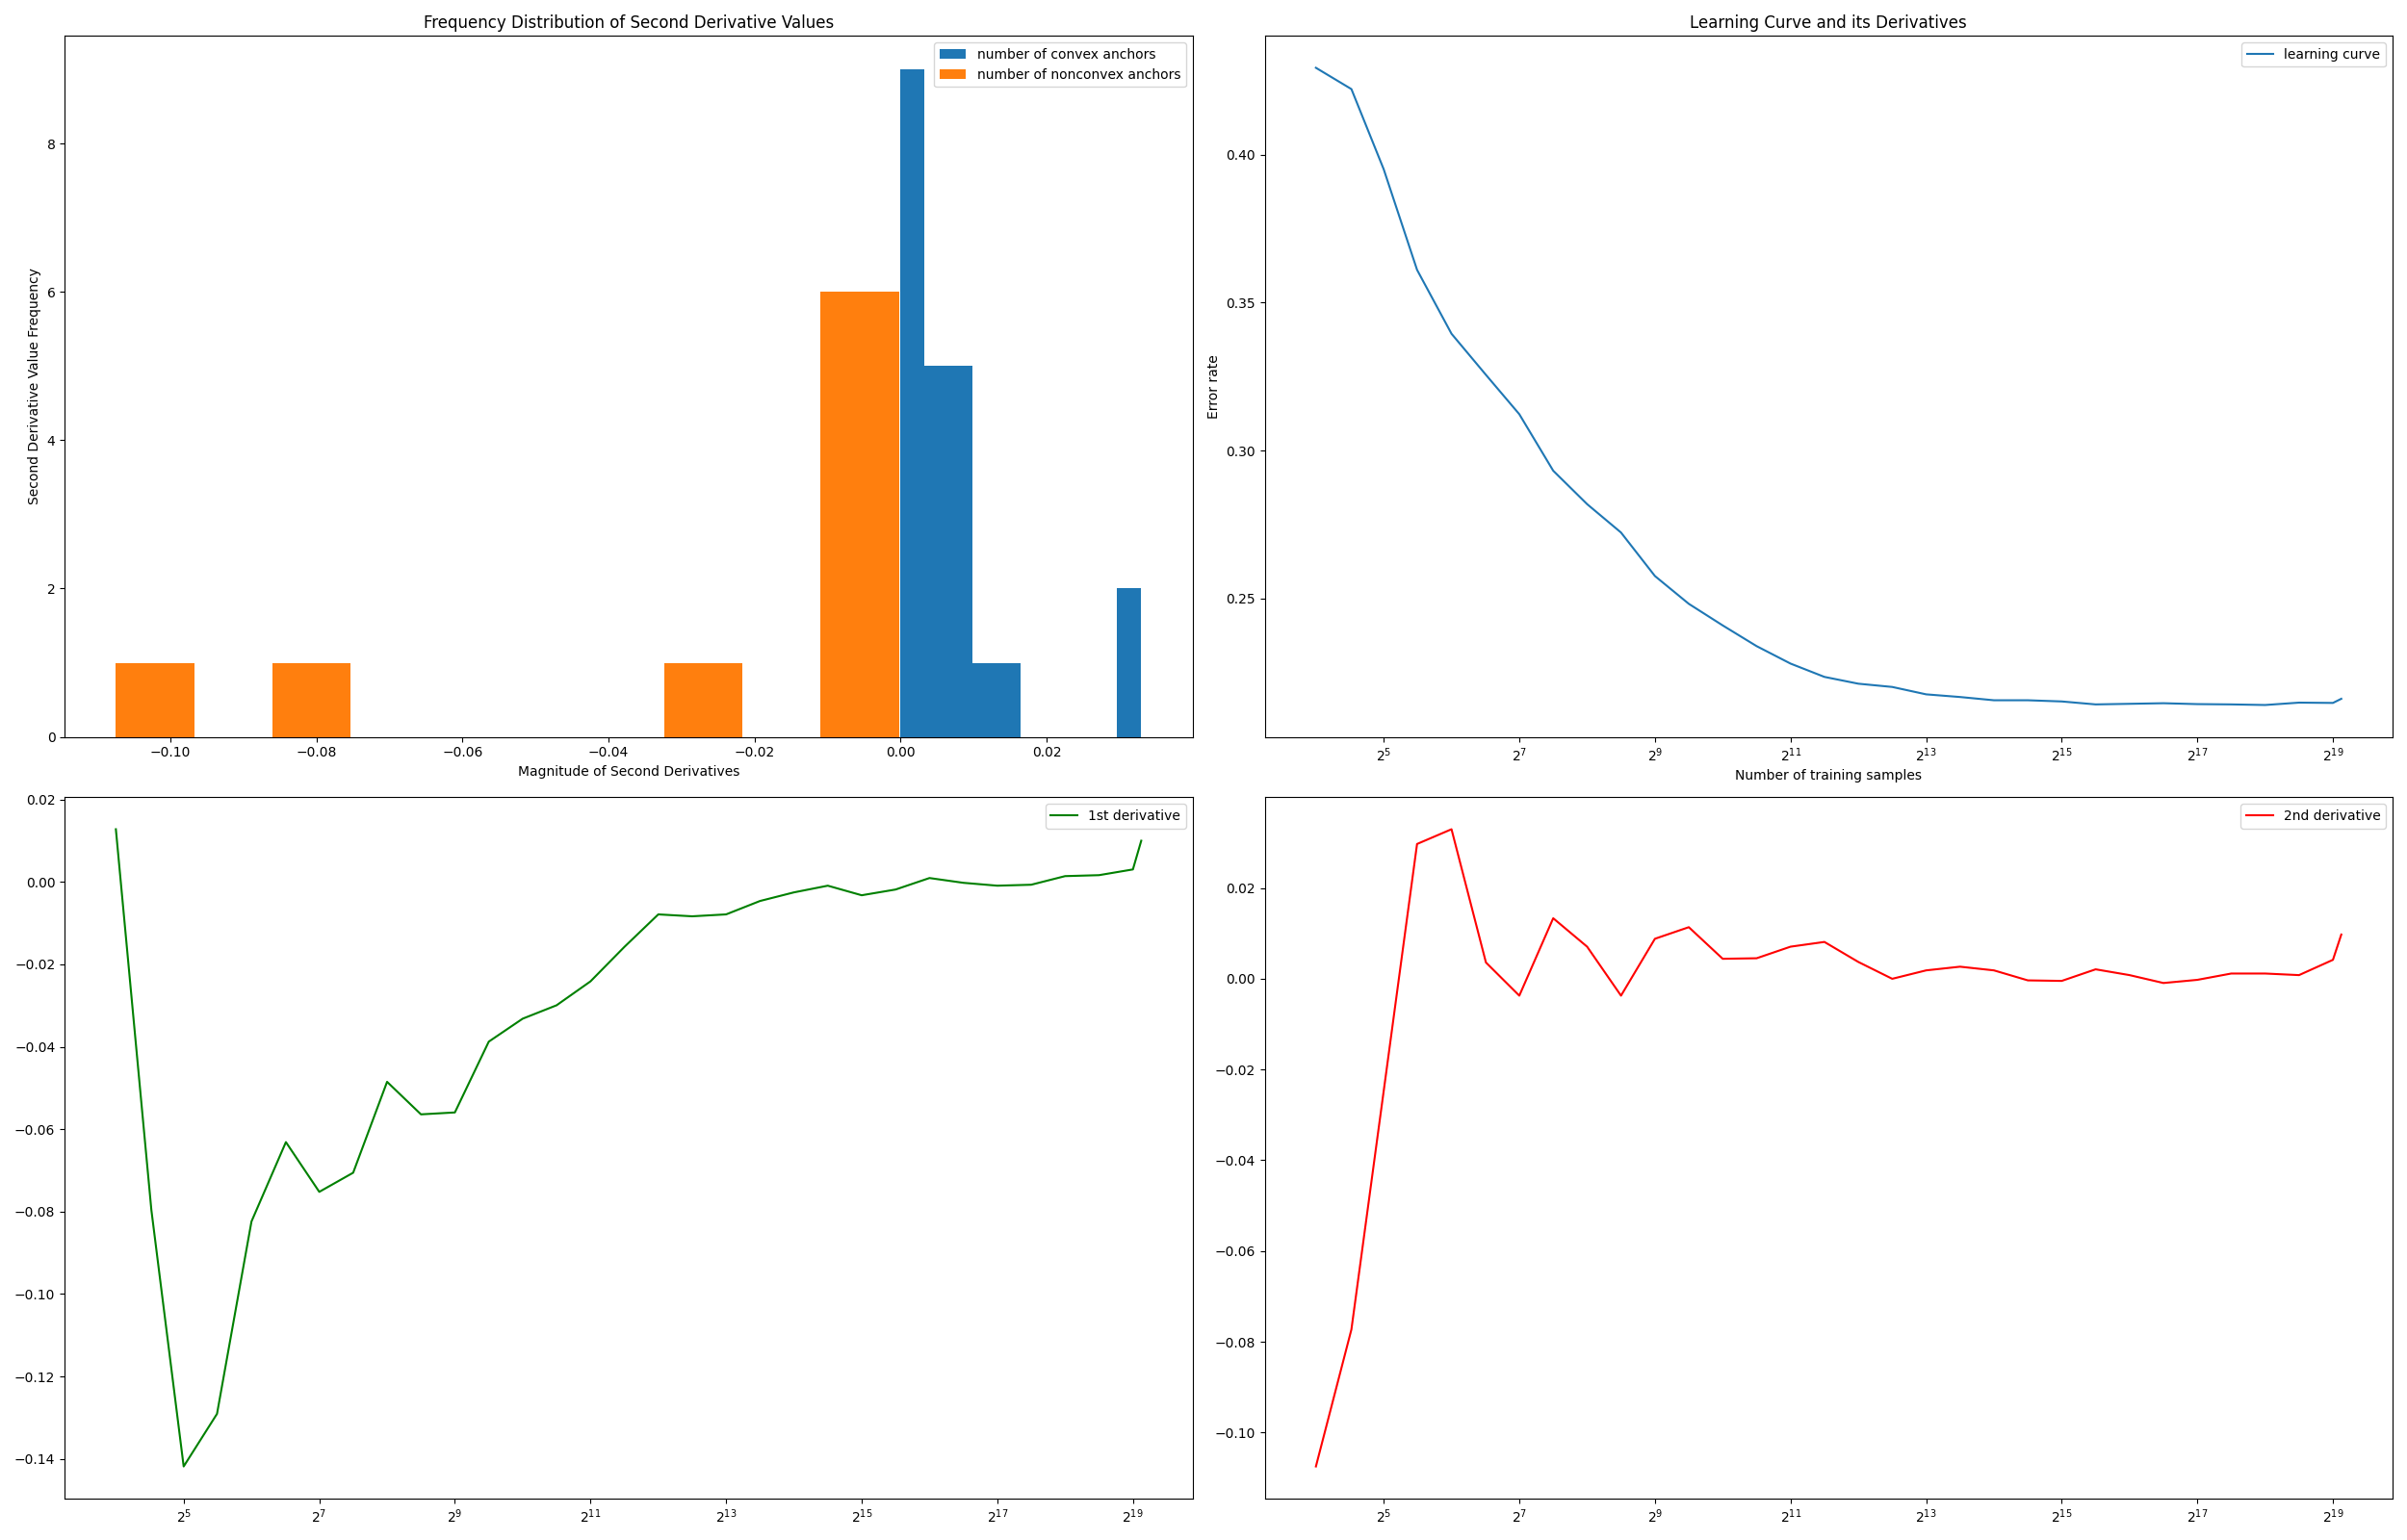 Frequency Distribution of Second Derivative Values
number of convex anchors
number of nonconvex anchors
Second Derivative Value Frequency
8
6
4
2
0
−0.10 −0.08 −0.06 −0.04 −0.02 0.00 0.02
Magnitude of Second Derivatives
Learning Curve and its Derivatives
learning curve
Error rate
0.40
0.35
0.30
0.25
2⁵ 2⁷ 2⁹ 2¹¹ 2¹³ 2¹⁵ 2¹⁷ 2¹⁹
Number of training samples
1st derivative
0.02
0.00
−0.02
−0.04
−0.06
−0.08
−0.10
−0.12
−0.14
2⁵ 2⁷ 2⁹ 2¹¹ 2¹³ 2¹⁵ 2¹⁷ 2¹⁹
2nd derivative
0.02
0.00
−0.02
−0.04
−0.06
−0.08
−0.10
2⁵ 2⁷ 2⁹ 2¹¹ 2¹³ 2¹⁵ 2¹⁷ 2¹⁹